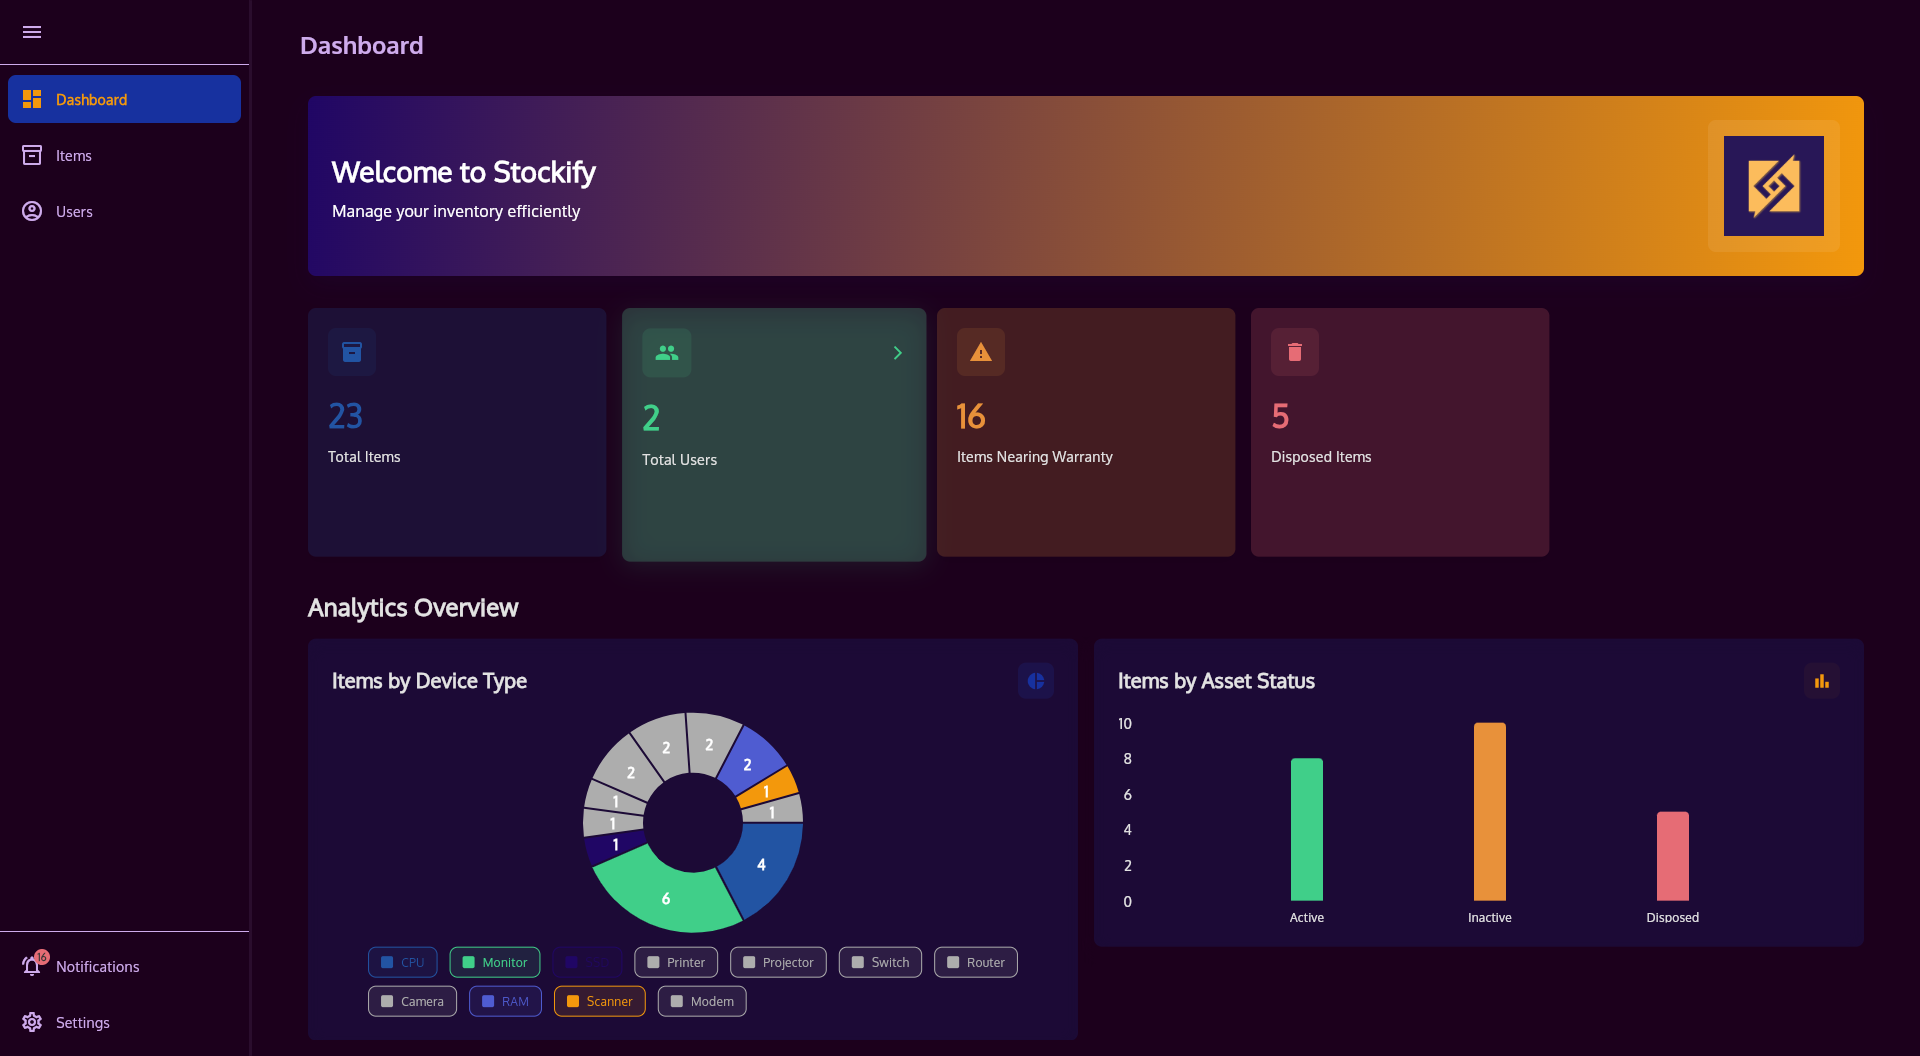 Dashboard
Dashboard
Items
Users
Welcome to Stockify
Manage your inventory efficiently
23
Total Items
2
Total Users
16
Items Nearing Warranty
5
Disposed Items
Analytics Overview
Items by Device Type
2
2
2
2
1
1
1
1
1
4
6
CPU
Monitor
Printer
Projector
Switch
Router
Camera
RAM
Scanner
Modem
Items by Asset Status
10
8
6
4
2
0
Active
Inactive
Disposed
16
Notifications
Settings